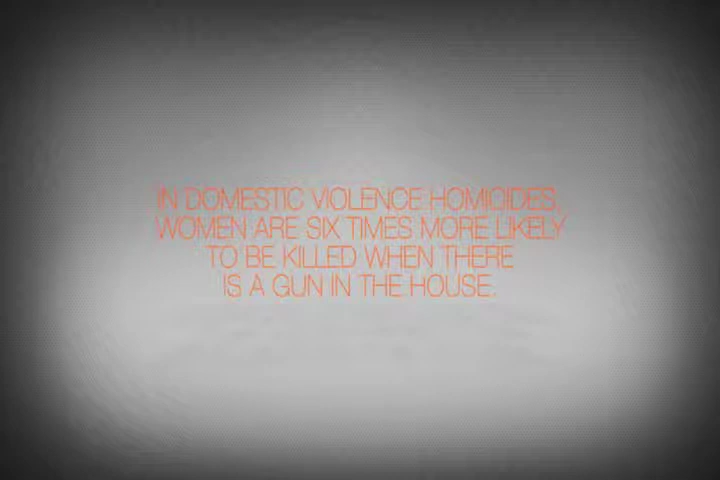 IN DOMESTIC VIOLENCE HOMICIDES,
WOMEN ARE SIX TIMES MORE LIKELY
TO BE KILLED WHEN THERE
IS A GUN IN THE HOUSE.